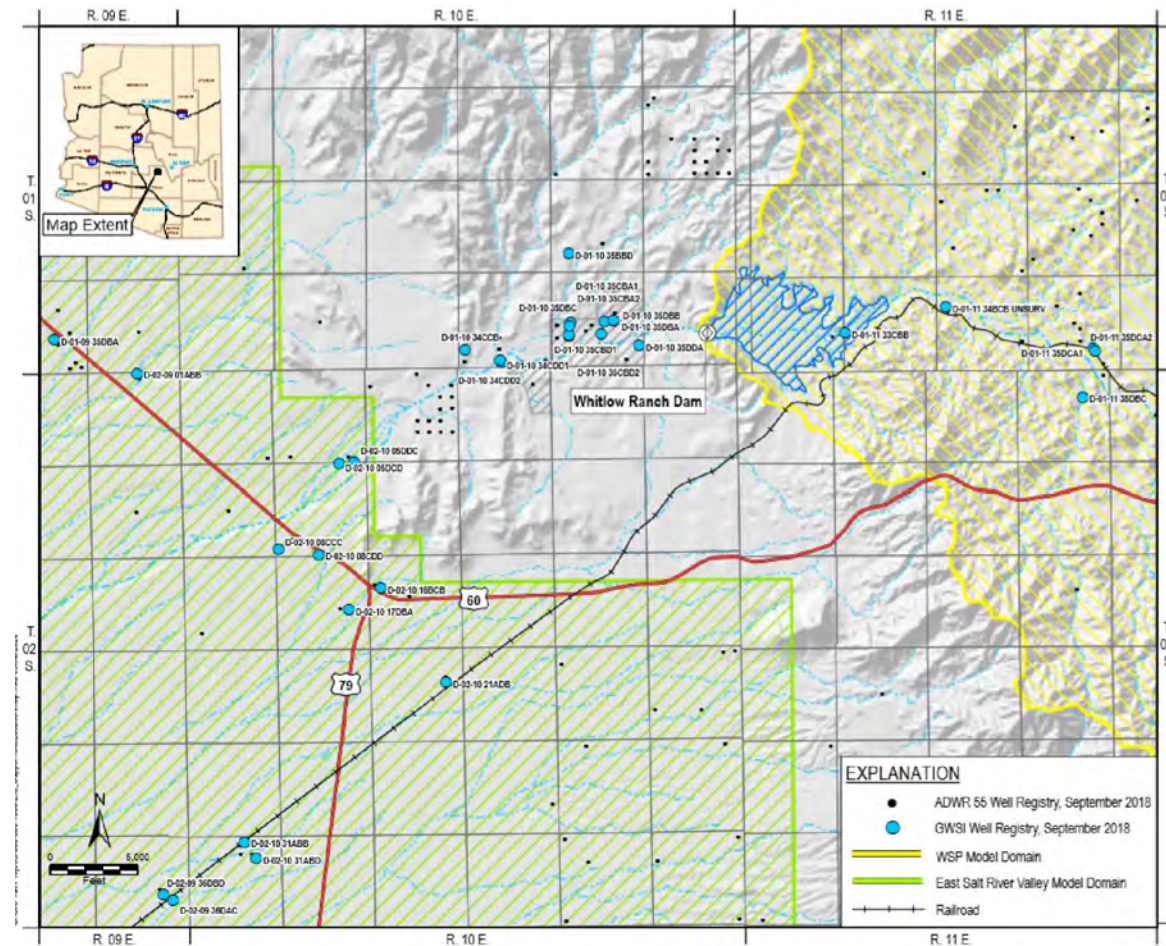 R. 09 E.
R. 10 E.
R. 11 E.
Map Extent
T.
01
S.
T.
D-01-10 35BBD
D-01-10 35CBA1
D-01-10 35CBA2
D-01-10 35DBC
D-01-10 35DBB
D-01-10 35DBA
D-01-10 34CCB
D-01-10 35CBD1
D-01-10 35DDA
D-01-10 34CDD1
D-01-10 35CBD2
D-01-10 34CDD2
Whitlow Ranch Dam
D-01-11 34BCB UNSURV
D-01-11 33CBB
D-01-11 35DCA2
D-01-11 35DCA1
D-01-11 35DBC
D-01-09 35DBA
D-02-09 01ABB
D-02-10 05DDC
D-02-10 05DCD
D-02-10 08CCC
D-02-10 08CDD
D-02-10 16BCB
60
D-02-10 17DBA
T.
02
S.
79
D-02-10 21ADB
D-02-10 31ABB
D-02-10 31ABD
D-02-09 36DBD
D-02-09 36DAC
N
0 5,000
Feet
EXPLANATION
ADWR 55 Well Registry, September 2018
GWSI Well Registry, September 2018
WSP Model Domain
East Salt River Valley Model Domain
Railroad
R. 09 E.
R. 10 E.
R. 11 E.